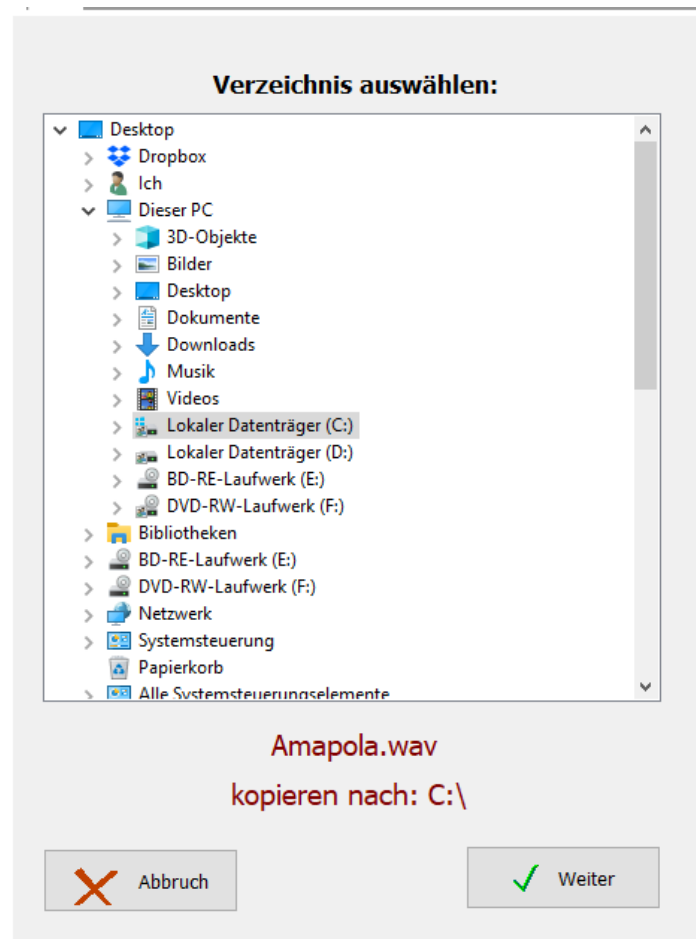 Verzeichnis auswählen:
Desktop
Dropbox
Ich
Dieser PC
3D-Objekte
Bilder
Desktop
Dokumente
Downloads
Musik
Videos
Lokaler Datenträger (C:)
Lokaler Datenträger (D:)
BD-RE-Laufwerk (E:)
DVD-RW-Laufwerk (F:)
Bibliotheken
BD-RE-Laufwerk (E:)
DVD-RW-Laufwerk (F:)
Netzwerk
Systemsteuerung
Papierkorb
Alle Systemsteuerungselemente
Amapola.wav
kopieren nach: C:\
Abbruch
Weiter